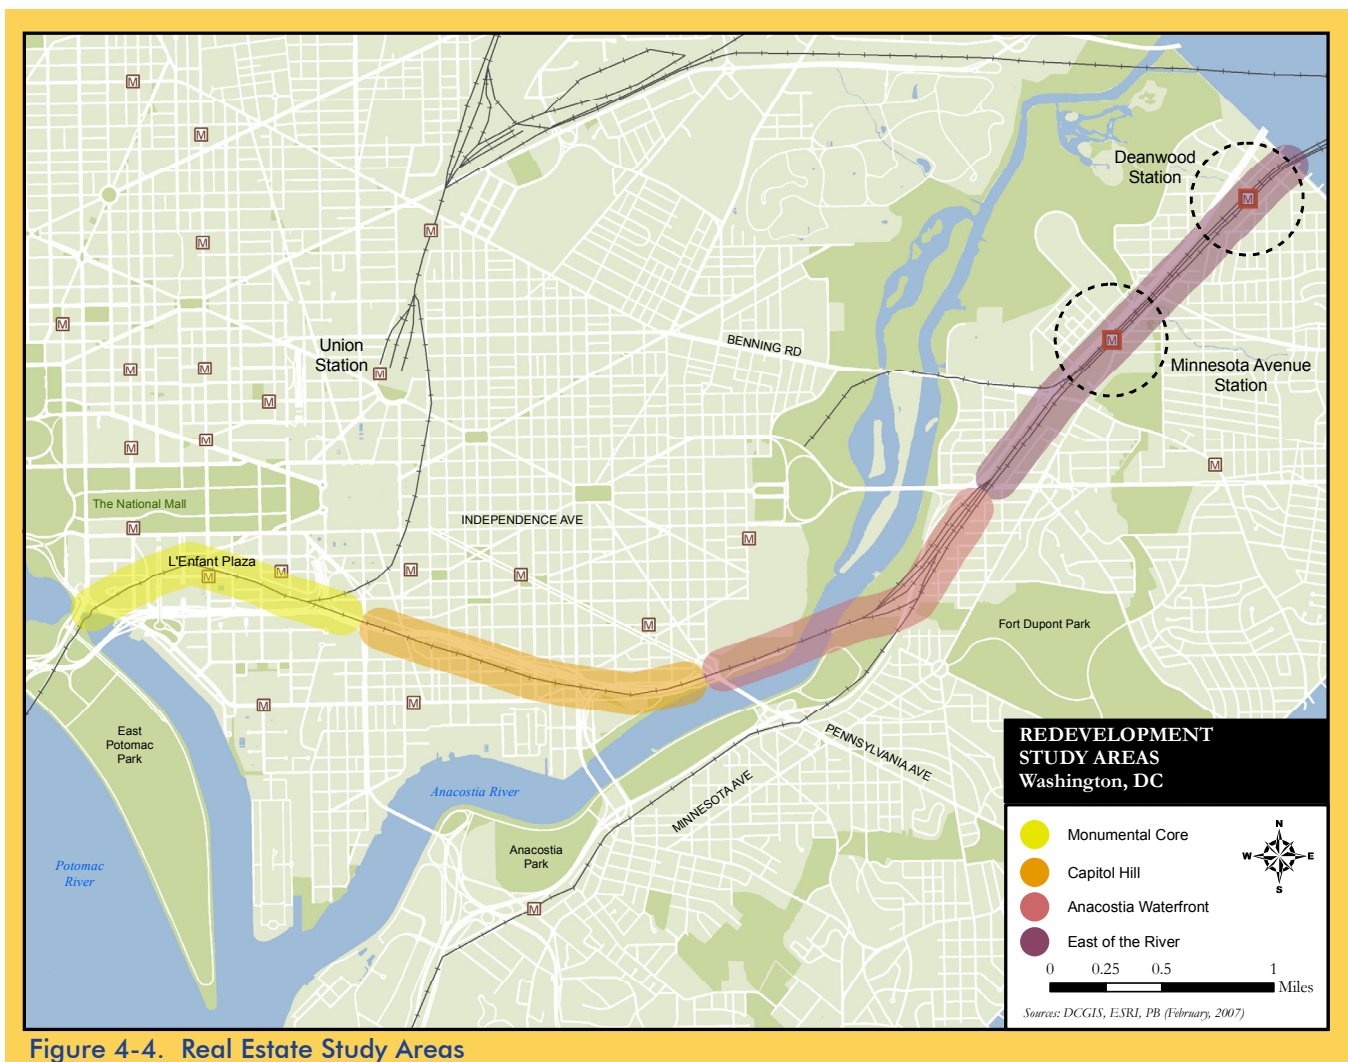 Deanwood
Station
M
M
M
M
M
M
Union
Station
M
M
M
M
M
M
M
BENNING RD
M
Minnesota Avenue
Station
M
The National Mall
INDEPENDENCE AVE
M
M
L'Enfant Plaza
M
M
M
M
M
Fort Dupont Park
M
M
East
Potomac
Park
PENNSYLVANIA AVE
MINNESOTA AVE
Anacostia River
Anacostia
Park
Potomac
River
M
REDEVELOPMENT
STUDY AREAS
Washington, DC
Monumental Core
Capitol Hill
Anacostia Waterfront
East of the River
N
W E
S
0 0.25 0.5 1
Miles
Sources: DCGIS, ESRI, PB (February, 2007)
Figure 4-4. Real Estate Study Areas